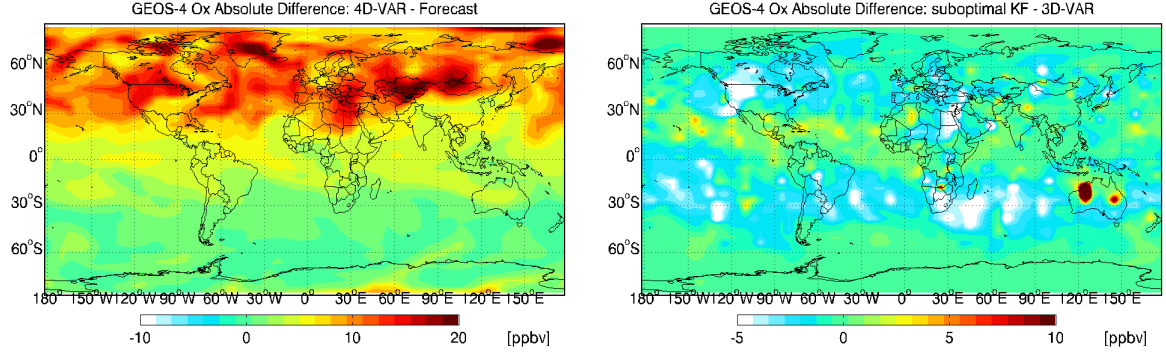 GEOS-4 Ox Absolute Difference: 4D-VAR - Forecast
60°N
30°N
0°
30°S
60°S
180°W 150°W 120°W 90°W 60°W 30°W 0° 30°E 60°E 90°E 120°E 150°E
-10 0 10 20 [ppbv]
GEOS-4 Ox Absolute Difference: suboptimal KF - 3D-VAR
60°N
30°N
0°
30°S
60°S
180°W 150°W 120°W 90°W 60°W 30°W 0° 30°E 60°E 90°E 120°E 150°E
-5 0 5 10 [ppbv]